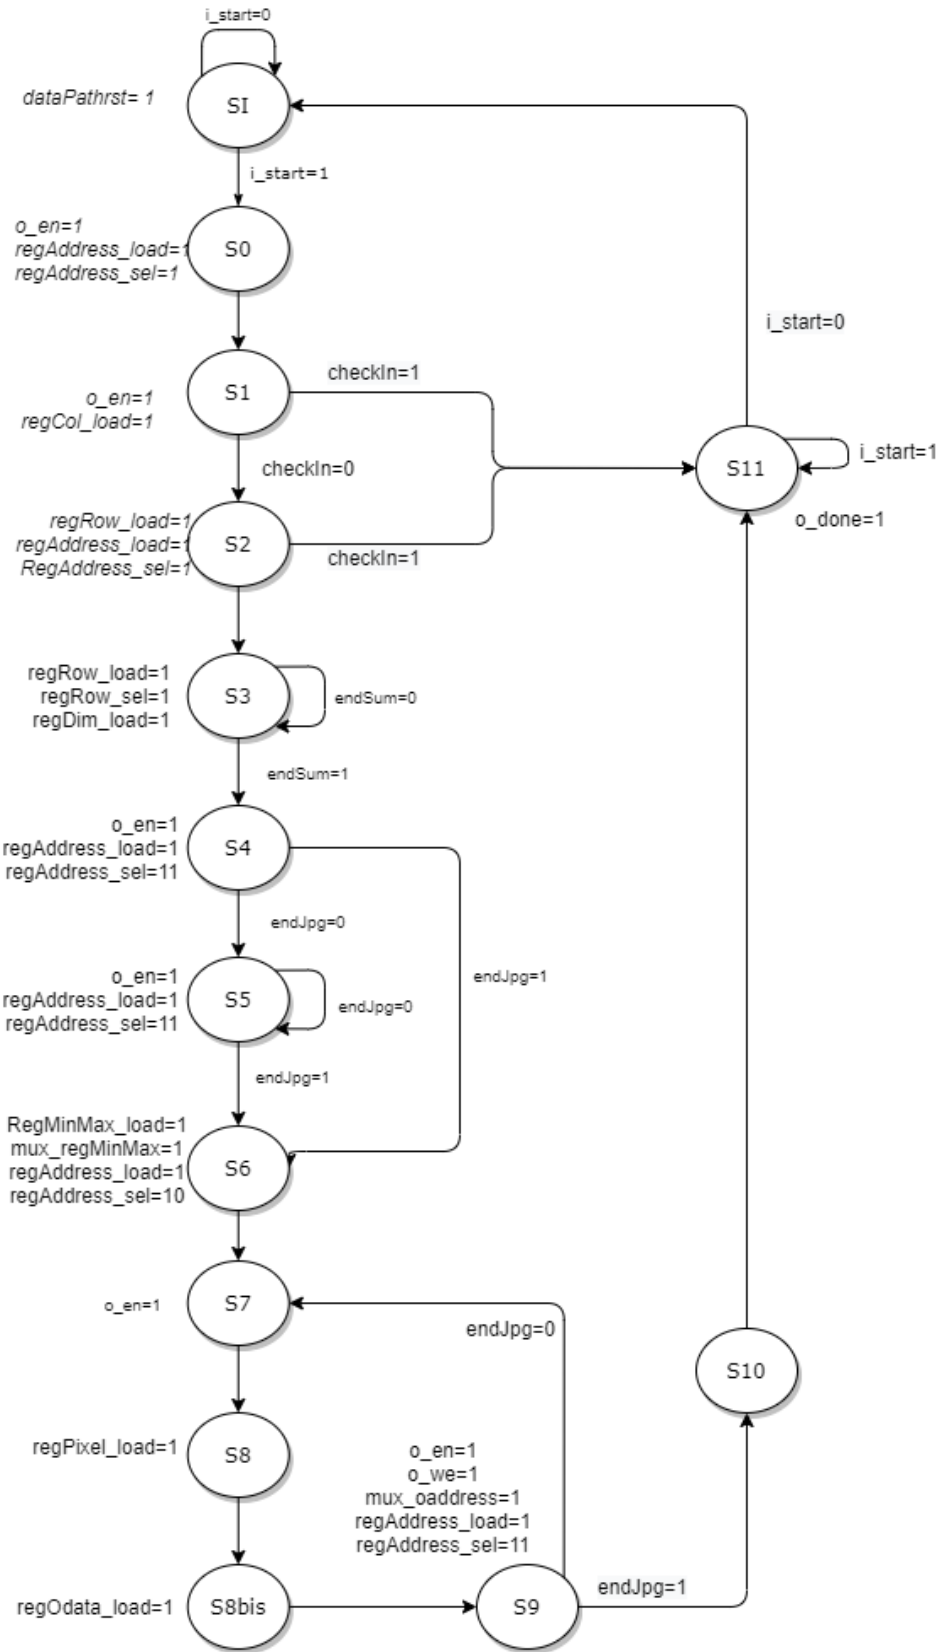 i_start=0
dataPathrst= 1
SI
i_start=1
o_en=1
regAddress_load=1
regAddress_sel=1
S0
i_start=0
checkIn=1
o_en=1
regCol_load=1
S1
i_start=1
S11
checkIn=0
o_done=1
regRow_load=1
regAddress_load=1
RegAddress_sel=1
S2
checkIn=1
regRow_load=1
regRow_sel=1
regDim_load=1
S3
endSum=0
endSum=1
o_en=1
regAddress_load=1
regAddress_sel=11
S4
endJpg=0
endJpg=1
o_en=1
regAddress_load=1
regAddress_sel=11
S5
endJpg=0
endJpg=1
RegMinMax_load=1
mux_regMinMax=1
regAddress_load=1
regAddress_sel=10
S6
o_en=1
S7
endJpg=0
S10
regPixel_load=1
S8
o_en=1
o_we=1
mux_oaddress=1
regAddress_load=1
regAddress_sel=11
regOdata_load=1
S8bis
S9
endJpg=1